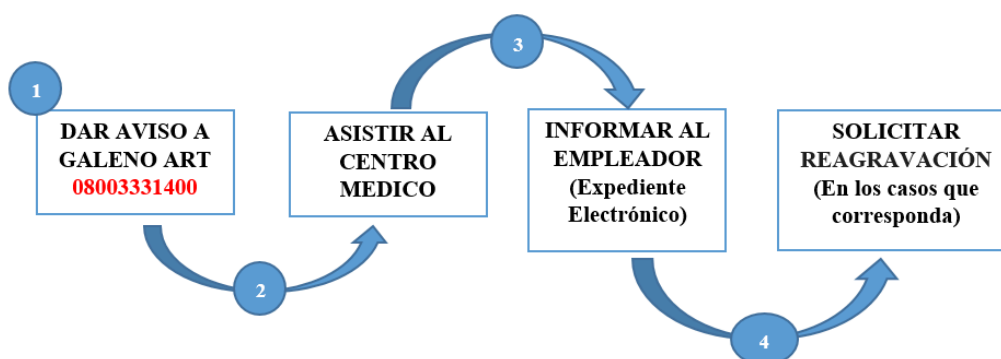 1
DAR AVISO A
GALENO ART
08003331400
2
ASISTIR AL
CENTRO
MEDICO
3
INFORMAR AL
EMPLEADOR
(Expediente
Electrónico)
4
SOLICITAR
REAGRAVACIÓN
(En los casos que
corresponda)